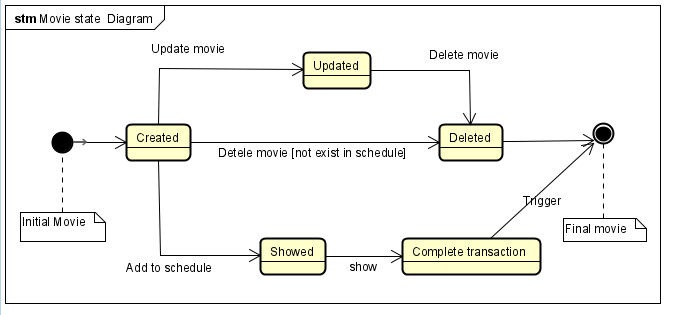 stm Movie state Diagram
Update movie
Delete movie
Updated
Created
Deleted
Detele movie [not exist in schedule]
Initial Movie
Trigger
Final movie
Showed
Complete transaction
Add to schedule
show